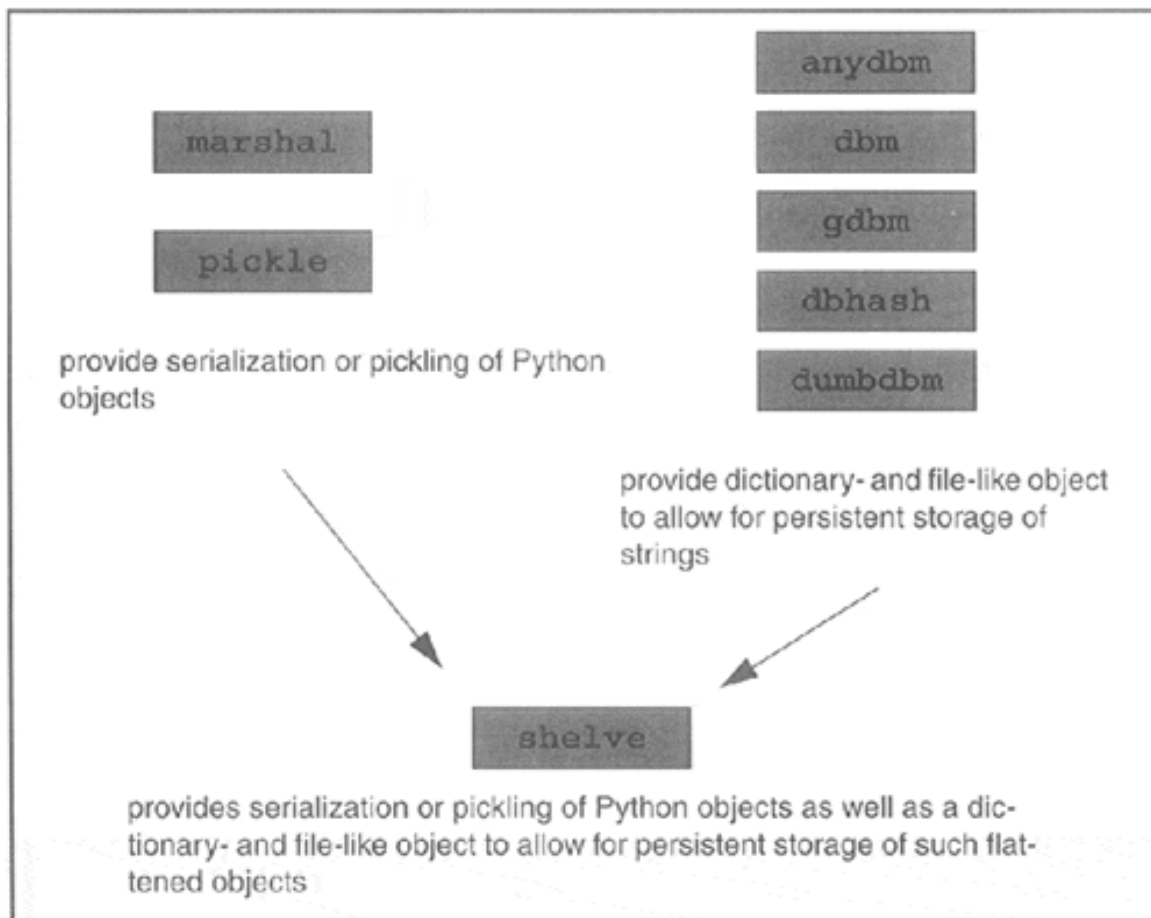 marshal
pickle
provide serialization or pickling of Python
objects
anydbm
dbm
gdbm
dbhash
dumbdbm
provide dictionary- and file-like object
to allow for persistent storage of
strings
shelve
provides serialization or pickling of Python objects as well as a dic-
tionary- and file-like object to allow for persistent storage of such flat-
tened objects